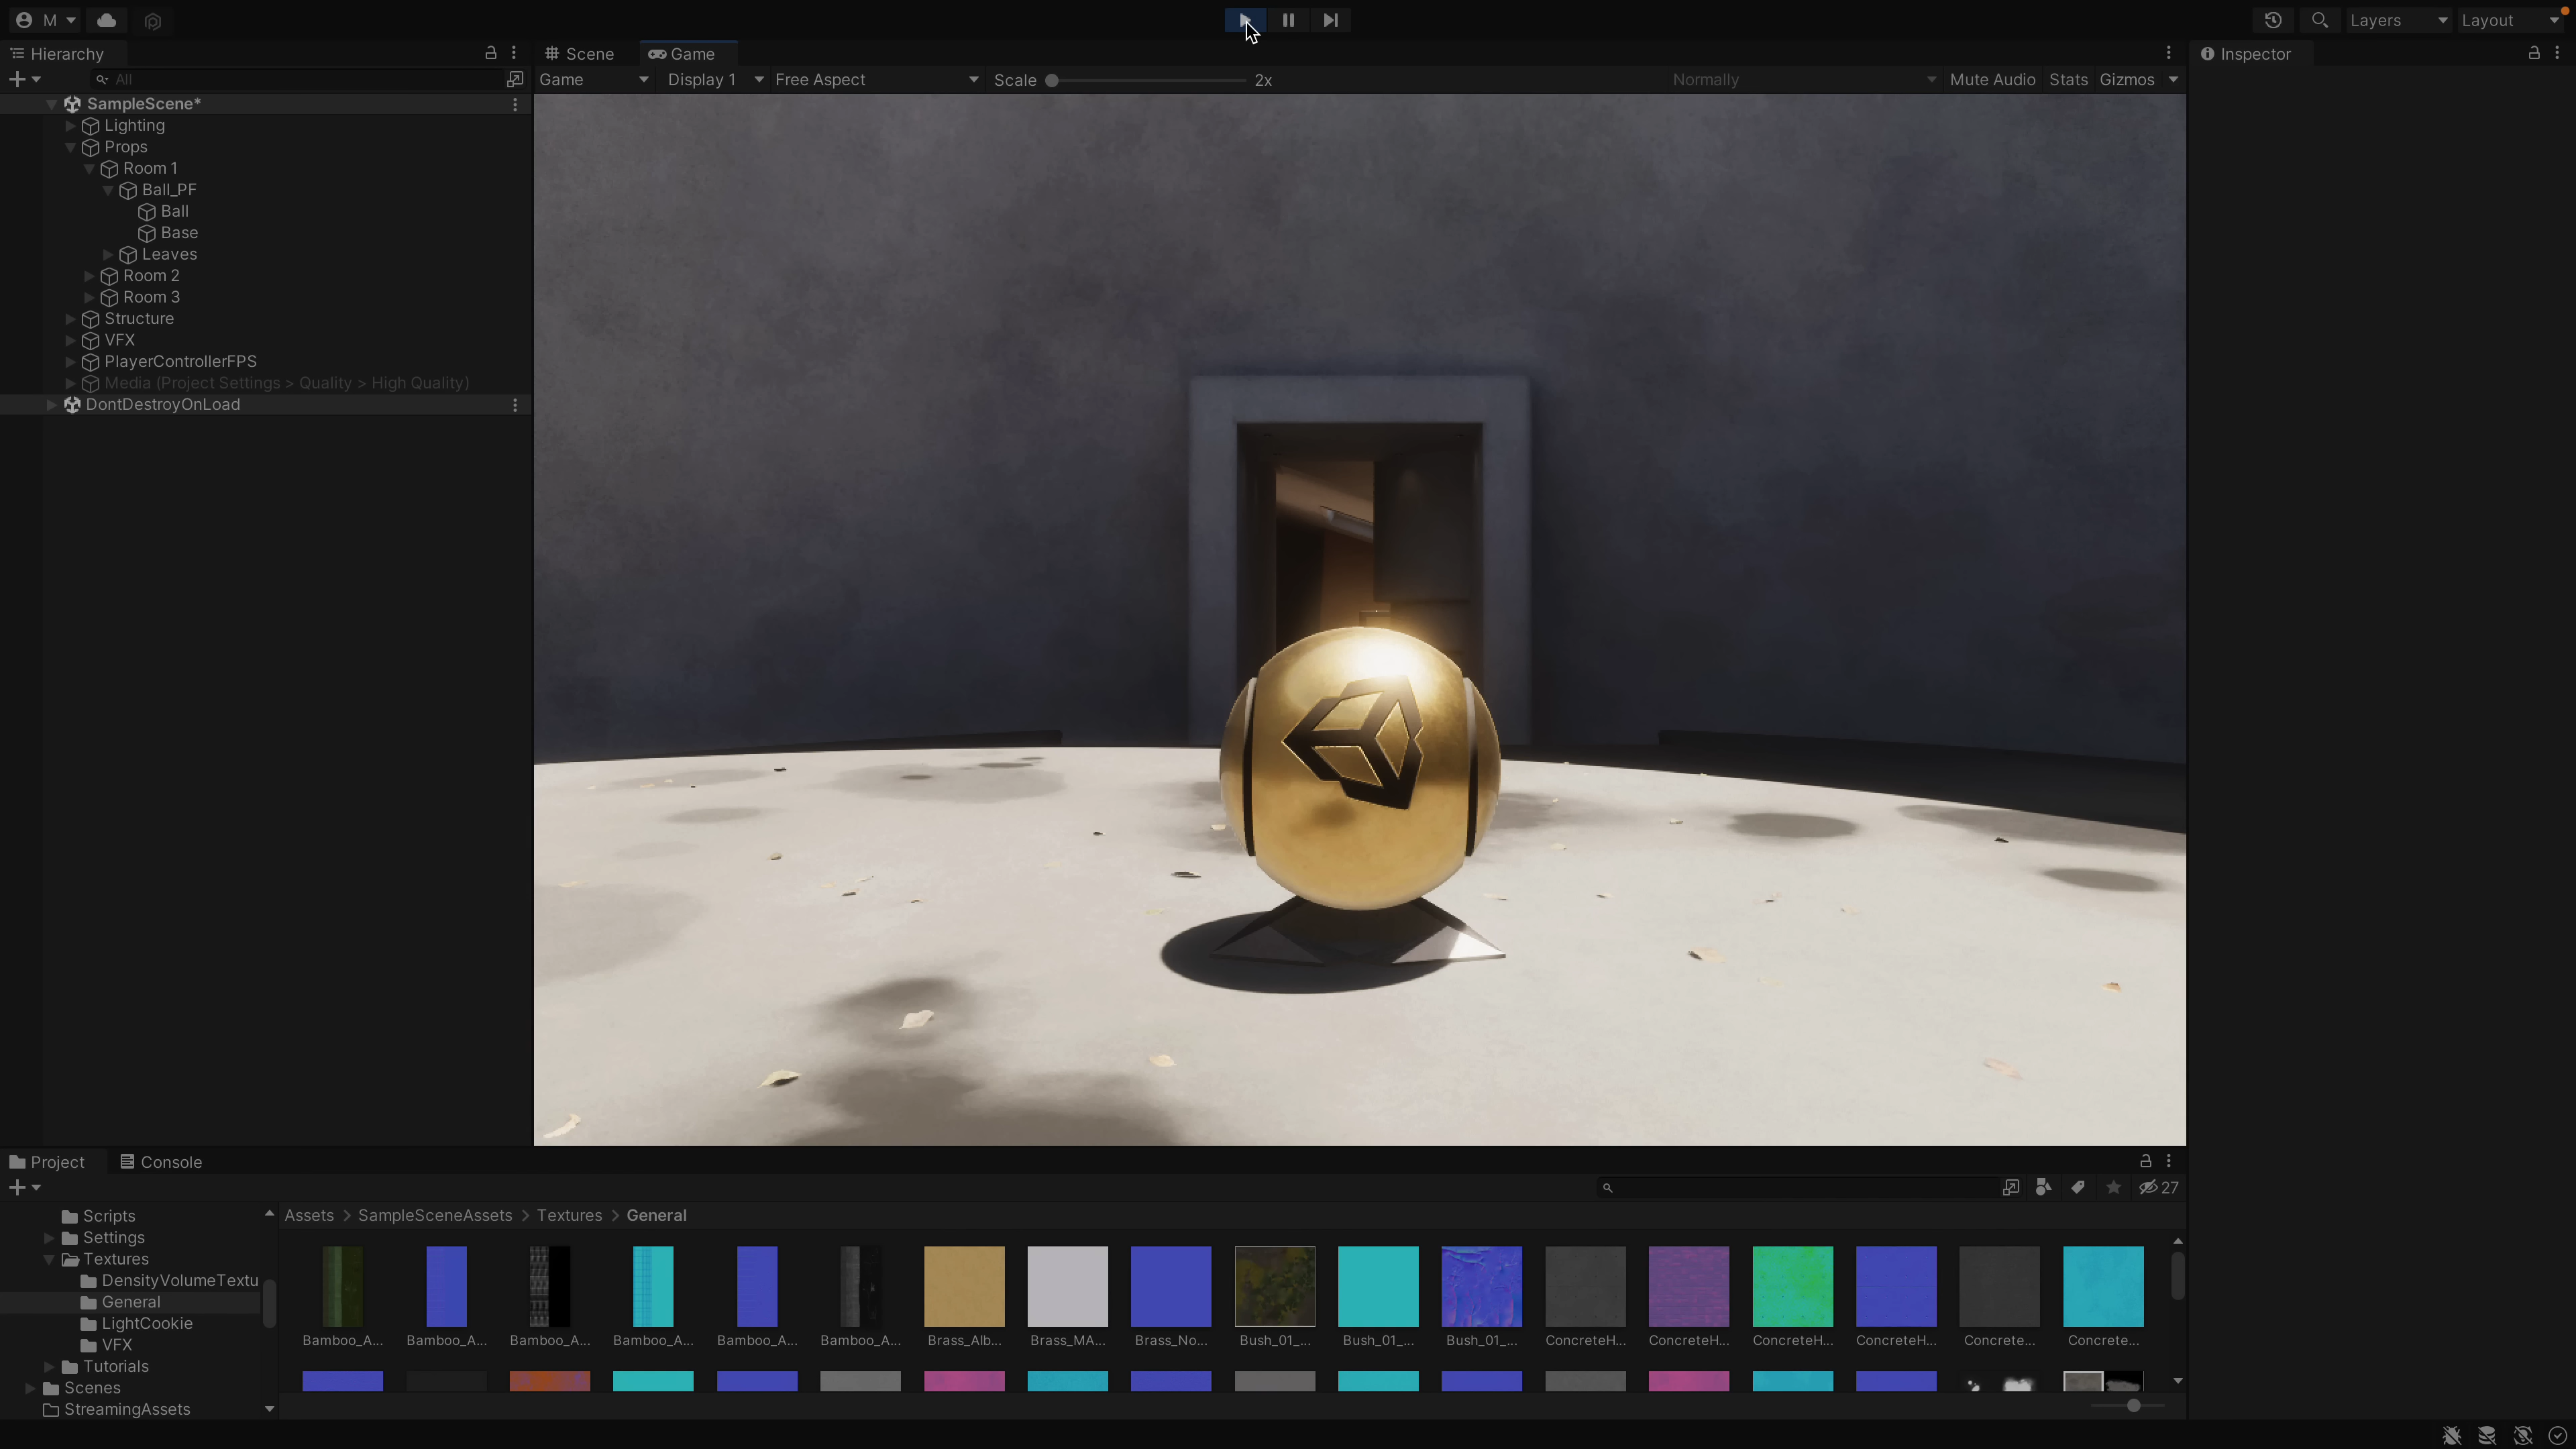 M
Layers
Layout
Hierarchy
Scene
Game
Inspector
All
Game
Display 1
Free Aspect
Scale
2x
Normally
Mute Audio
Stats
Gizmos
SampleScene*
Lighting
Props
Room 1
Ball_PF
Ball
Base
Leaves
Room 2
Room 3
Structure
VFX
PlayerControllerFPS
Media (Project Settings > Quality > High Quality)
DontDestroyOnLoad
Project
Console
27
Scripts
Settings
Textures
DensityVolumeTextu
General
LightCookie
VFX
Tutorials
Scenes
StreamingAssets
Assets > SampleSceneAssets > Textures > General
Bamboo_A... Bamboo_A... Bamboo_A... Bamboo_A... Bamboo_A... Bamboo_A... Brass_Alb... Brass_MA... Brass_No... Bush_01_... Bush_01_... Bush_01_... ConcreteH... ConcreteH... ConcreteH... ConcreteH... Concrete... Concrete...